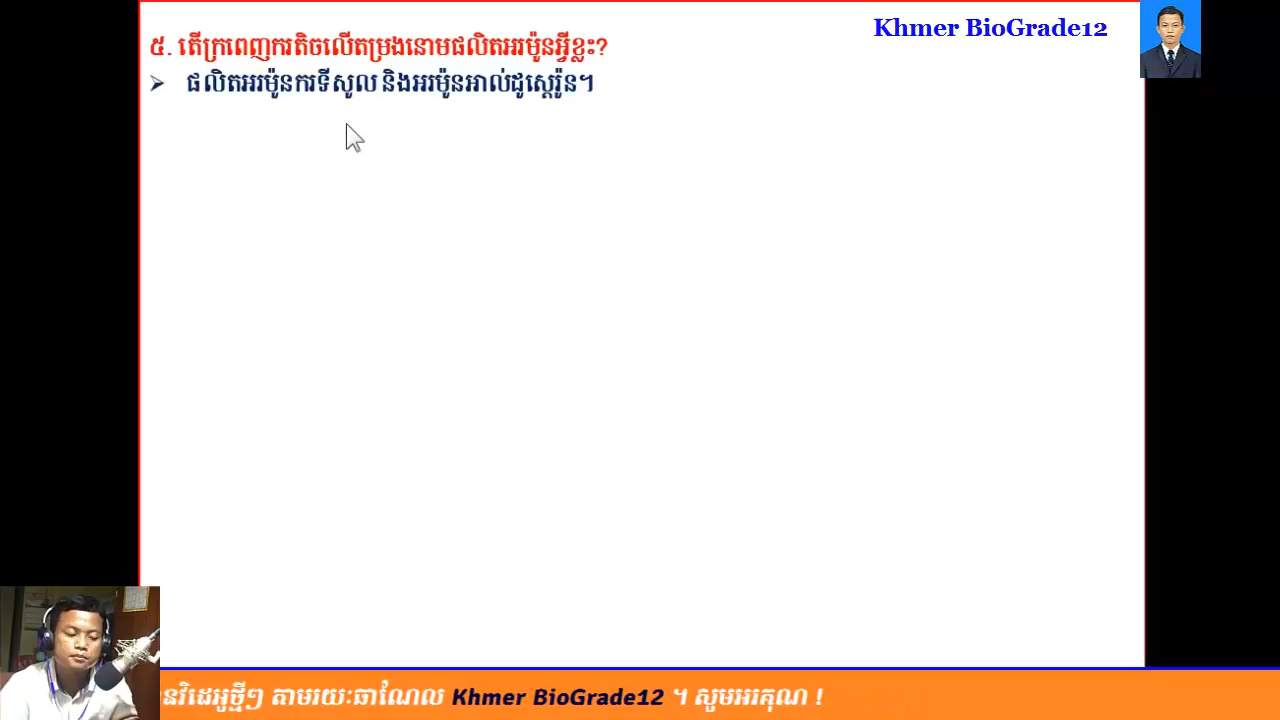 Khmer BioGrade12
៥. តើក្រពេញករតិចលើតម្រងនោមផលិតអរម៉ូនអ្វីខ្លះ?
➢ ផលិតអរម៉ូនករទីសូល និងអរម៉ូនអាល់ដូស្តេរ៉ូន។
នវិដេអូថ្មីៗ តាមរយៈឆាណែល Khmer BioGrade12 ។ សូមអរគុណ !